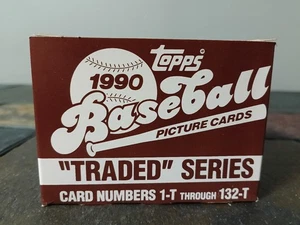 topps®
1990
Baseball
PICTURE CARDS
"TRADED" SERIES
CARD NUMBERS 1-T THROUGH 132-T